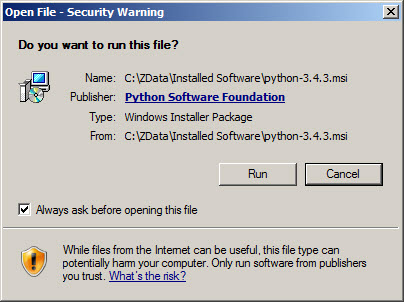 Open File - Security Warning
Do you want to run this file?
Name: C:\ZData\Installed Software\python-3.4.3.msi
Publisher: Python Software Foundation
Type: Windows Installer Package
From: C:\ZData\Installed Software\python-3.4.3.msi
Run Cancel
Always ask before opening this file
While files from the Internet can be useful, this file type can
potentially harm your computer. Only run software from publishers
you trust. What's the risk?